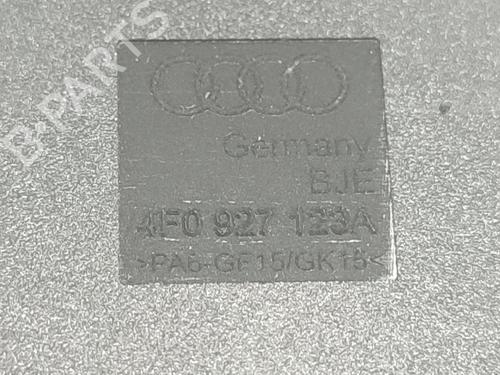 B-PARTS
Germany
BJE
4F0 927 123A
>PA6-GF15/GK15<